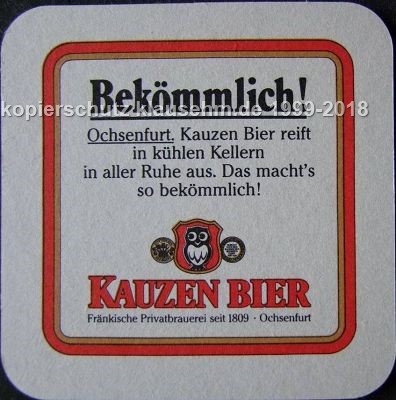 Bekömmlich!
kopierschutz.klausehm.de 1999-2018
Ochsenfurt. Kauzen Bier reift
in kühlen Kellern
in aller Ruhe aus. Das macht's
so bekömmlich!
KAUZEN BIER
Fränkische Privatbrauerei seit 1809 · Ochsenfurt